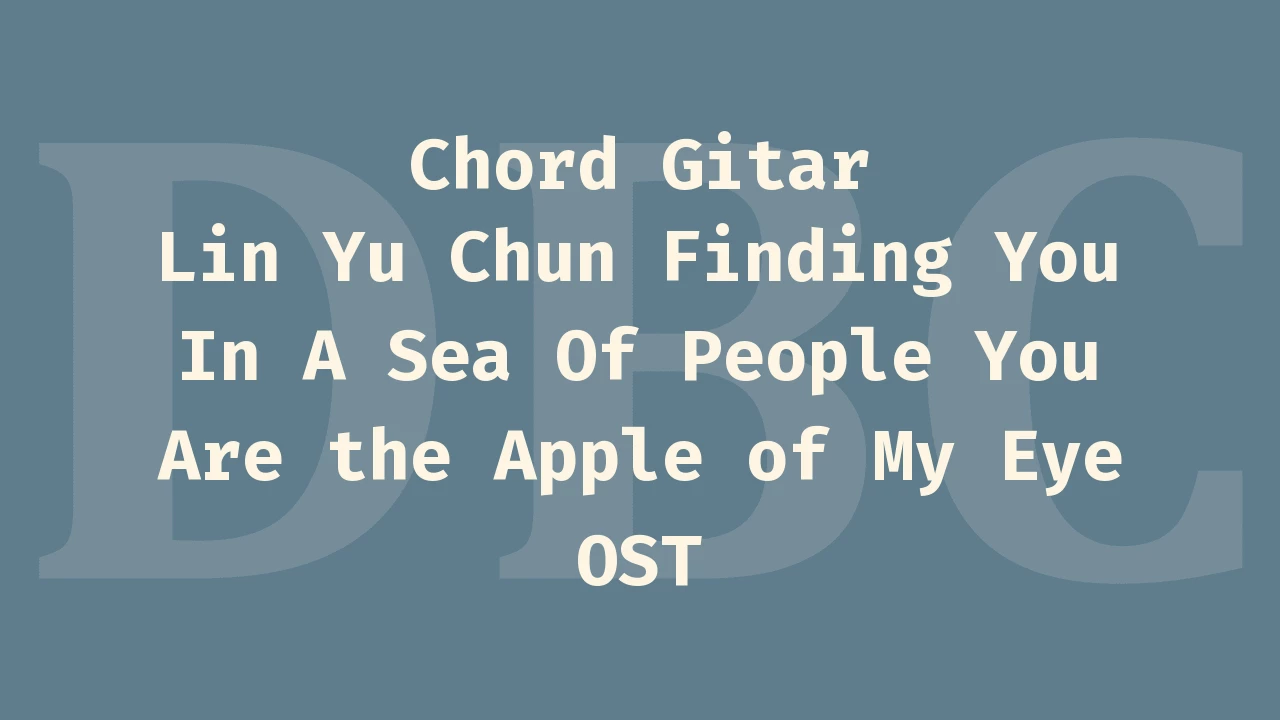 DBC
Chord Gitar
Lin Yu Chun Finding You
In A Sea Of People You
Are the Apple of My Eye
OST